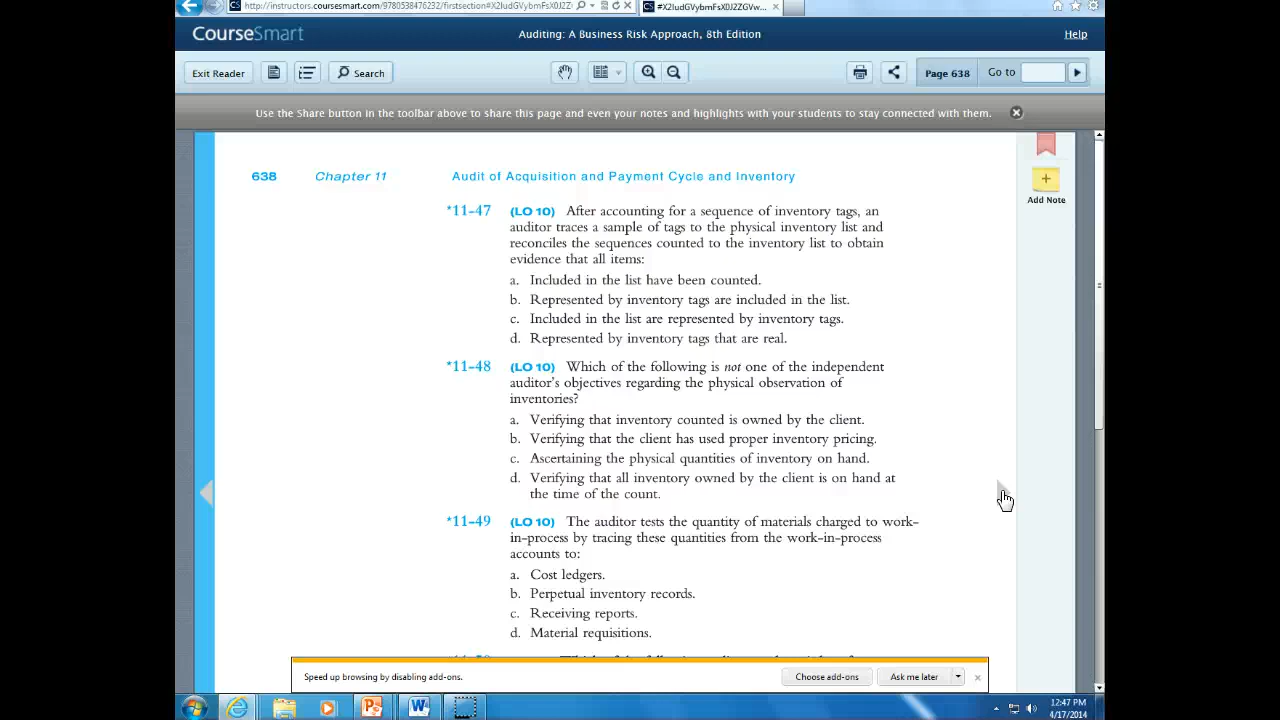 http://instructors.coursesmart.com/9780538476232/firstsection#X2ludGVybmFsX0J2ZGVw...
CourseSmart
Auditing: A Business Risk Approach, 8th Edition
Help
Exit Reader
Search
Page 638
Go to
Use the Share button in the toolbar above to share this page and even your notes and highlights with your students to stay connected with them.
638 Chapter 11 Audit of Acquisition and Payment Cycle and Inventory
Add Note
*11-47 (LO 10) After accounting for a sequence of inventory tags, an
auditor traces a sample of tags to the physical inventory list and
reconciles the sequences counted to the inventory list to obtain
evidence that all items:
a. Included in the list have been counted.
b. Represented by inventory tags are included in the list.
c. Included in the list are represented by inventory tags.
d. Represented by inventory tags that are real.
*11-48 (LO 10) Which of the following is not one of the independent
auditor's objectives regarding the physical observation of
inventories?
a. Verifying that inventory counted is owned by the client.
b. Verifying that the client has used proper inventory pricing.
c. Ascertaining the physical quantities of inventory on hand.
d. Verifying that all inventory owned by the client is on hand at
the time of the count.
*11-49 (LO 10) The auditor tests the quantity of materials charged to work-
in-process by tracing these quantities from the work-in-process
accounts to:
a. Cost ledgers.
b. Perpetual inventory records.
c. Receiving reports.
d. Material requisitions.
Speed up browsing by disabling add-ons.
Choose add-ons
Ask me later
12:47 PM
4/17/2014